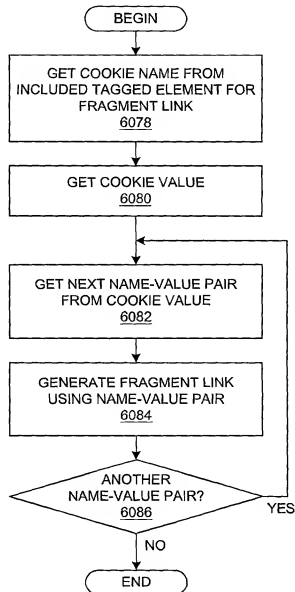 BEGIN
GET COOKIE NAME FROM
INCLUDED TAGGED ELEMENT FOR
FRAGMENT LINK
6078
GET COOKIE VALUE
6080
GET NEXT NAME-VALUE PAIR
FROM COOKIE VALUE
6082
GENERATE FRAGMENT LINK
USING NAME-VALUE PAIR
6084
ANOTHER
NAME-VALUE PAIR?
6086
YES
NO
END